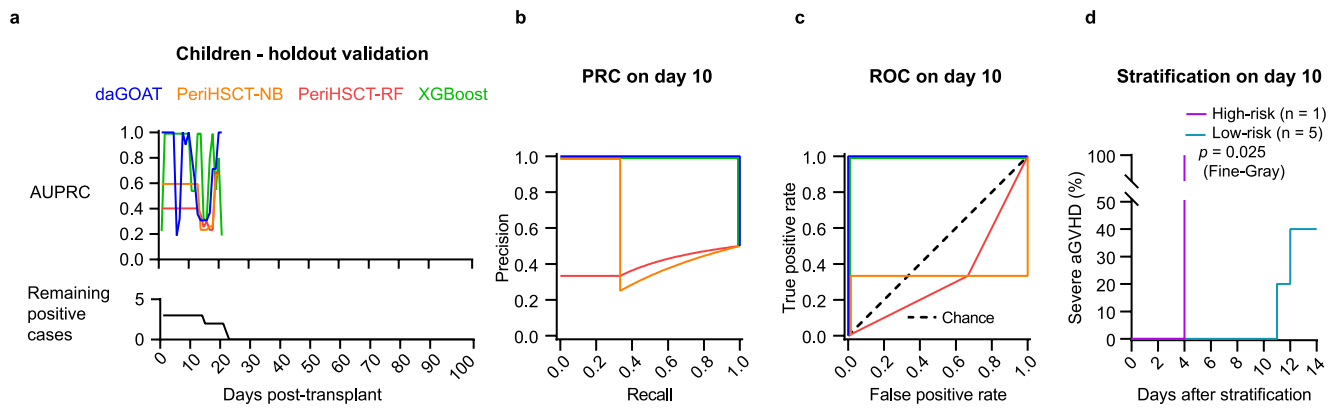 a
Children - holdout validation
daGOAT PeriHSCT-NB PeriHSCT-RF XGBoost
AUPRC
1.0
0.8
0.6
0.4
0.2
0.0
Remaining
positive
cases
5
0
0 10 20 30 40 50 60 70 80 90 100
Days post-transplant
b
PRC on day 10
Precision
1.0
0.8
0.6
0.4
0.2
0.0
0.0 0.2 0.4 0.6 0.8 1.0
Recall
c
ROC on day 10
True positive rate
1.0
0.8
0.6
0.4
0.2
0.0
Chance
0.0 0.2 0.4 0.6 0.8 1.0
False positive rate
d
Stratification on day 10
High-risk (n = 1)
Low-risk (n = 5)
p = 0.025
(Fine-Gray)
Severe aGVHD (%)
100
50
40
30
20
10
0
0 2 4 6 8 10 12 14
Days after stratification